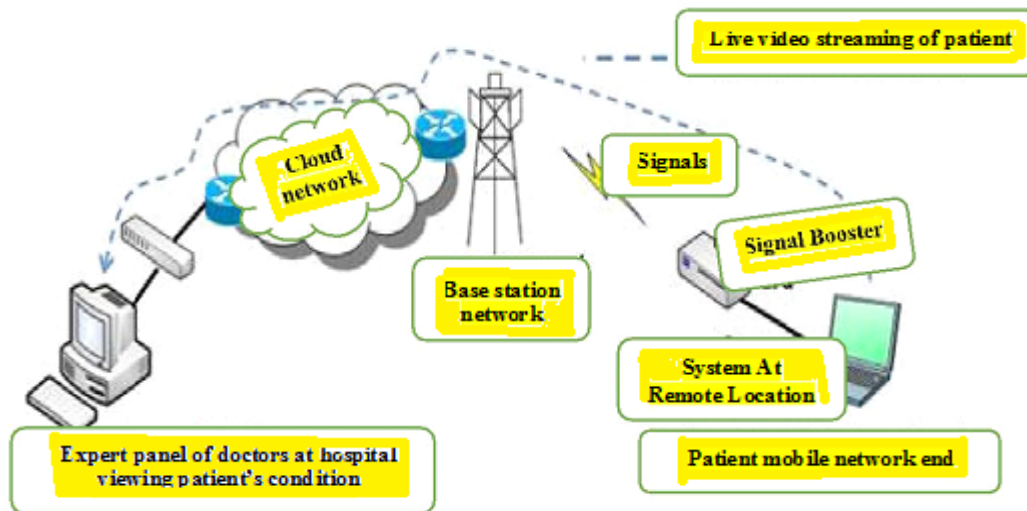 Live video streaming of patient
Cloud
network
Signals
Signal Booster
Base station
network
System At
Remote Location
Expert panel of doctors at hospital
viewing patient's condition
Patient mobile network end